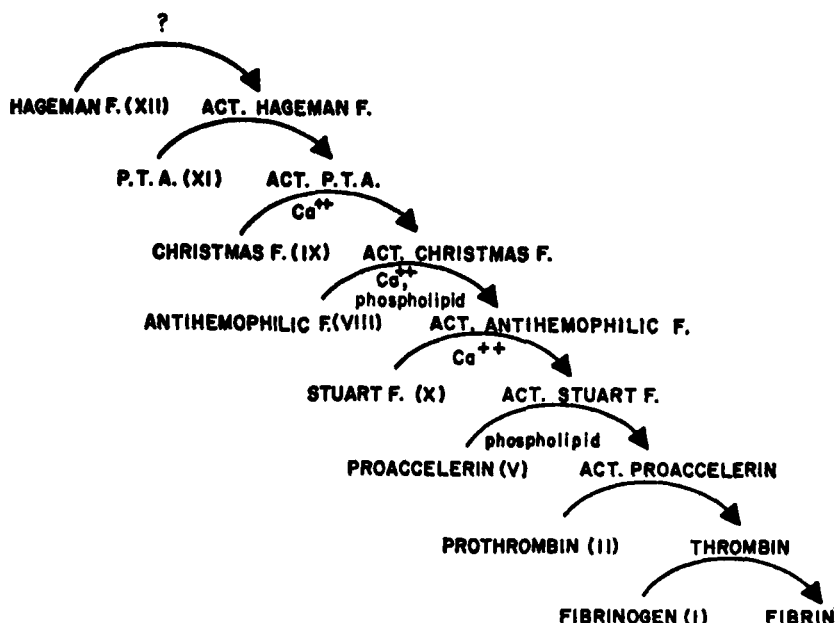 ?
HAGEMAN F. (XII) ACT. HAGEMAN F.
P.T.A. (XI) ACT. P.T.A.
Ca++
CHRISTMAS F. (IX) ACT. CHRISTMAS F.
Ca++,
phospholipid
ANTIHEMOPHILIC F. (VIII) ACT. ANTIHEMOPHILIC F.
Ca++
STUART F. (X) ACT. STUART F.
phospholipid
PROACCELERIN (V) ACT. PROACCELERIN
PROTHROMBIN (II) THROMBIN
FIBRINOGEN (I) FIBRIN